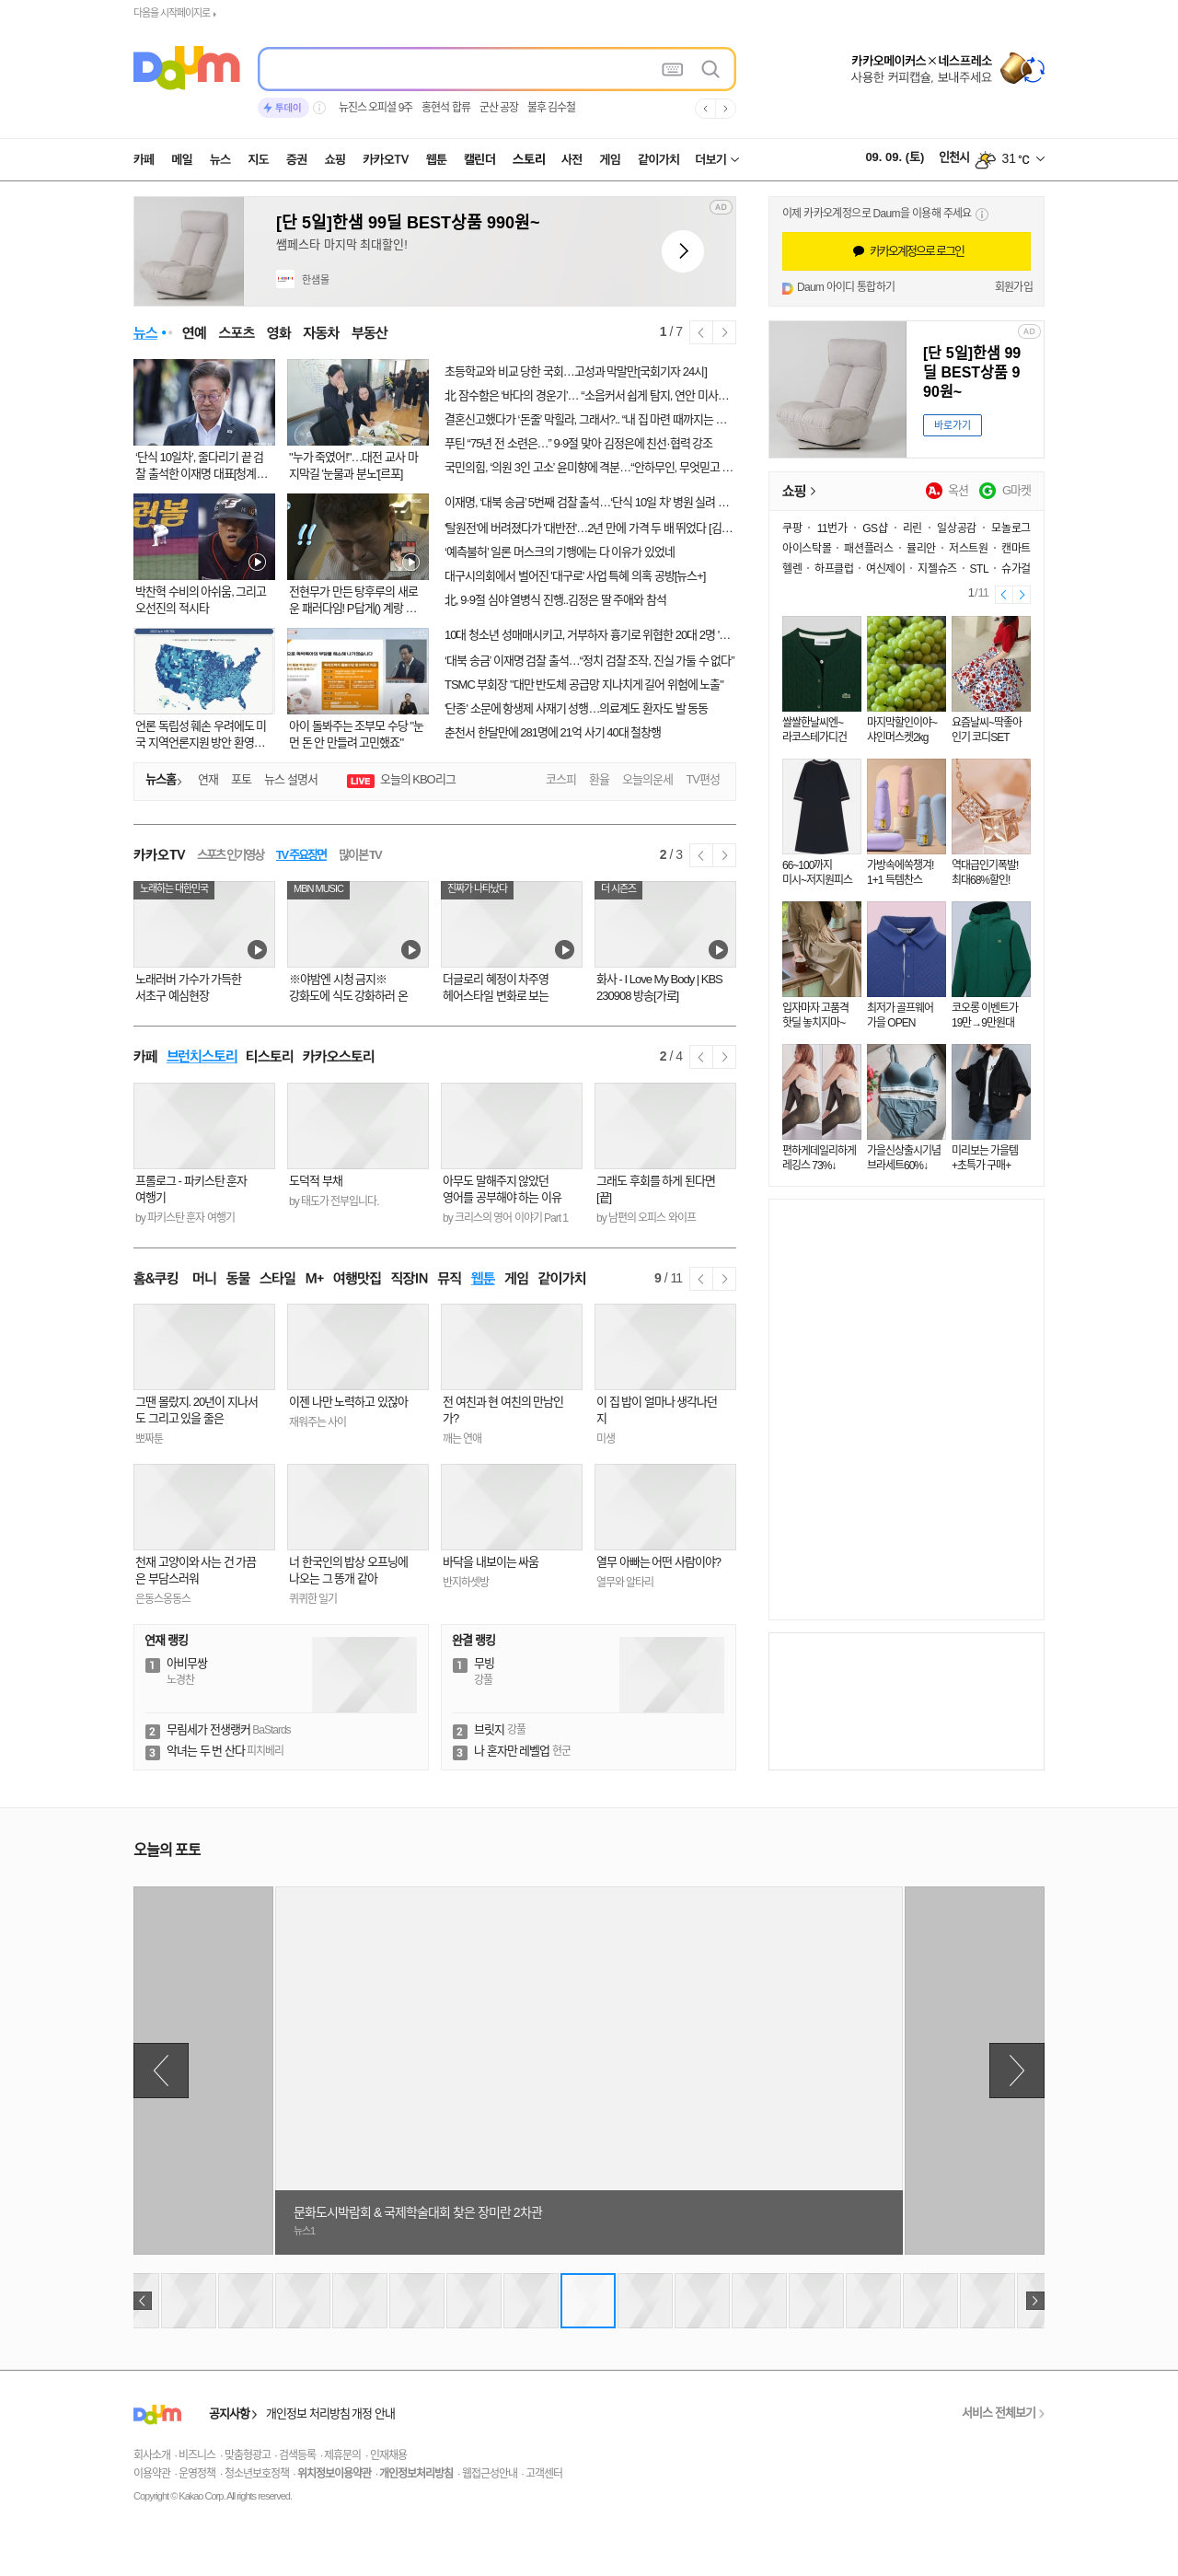 다음을 시작페이지로
Daum
카카오메이커스×네스프레소
사용한 커피캡슐, 보내주세요
투데이
뉴진스 오피셜 9주 홍현석 합류 군산 공장 불후 김수철
카페 메일 뉴스 지도 증권 쇼핑 카카오TV 웹툰 캘린더 스토리 사전 게임 같이가치 더보기
09. 09. (토) 인천시 31 ℃
[단 5일]한샘 99딜 BEST상품 990원~
쌤페스타 마지막 최대할인!
한샘몰
AD
이제 카카오계정으로 Daum을 이용해 주세요
카카오계정으로 로그인
Daum 아이디 통합하기 회원가입
뉴스 연예 스포츠 영화 자동차 부동산
1 / 7
‘단식 10일차’, 줄다리기 끝 검
찰 출석한 이재명 대표[청계…
"누가 죽였어!"…대전 교사 마
지막길 '눈물과 분노'[르포]
박찬혁 수비의 아쉬움, 그리고
오선진의 적시타
전현무가 만든 탕후루의 새로
운 패러다임! P답게() 계랑 …
언론 독립성 훼손 우려에도 미
국 지역언론지원 방안 환영…
아이 돌봐주는 조부모 수당 "눈
먼 돈 안 만들려 고민했죠"
초등학교와 비교 당한 국회…고성과 막말만[국회기자 24시]
北 잠수함은 ‘바다의 경운기’… “소음커서 쉽게 탐지, 연안 미사…
결혼신고했다가 ‘돈줄’ 막힐라, 그래서?.. “내 집 마련 때까지는 …
푸틴 “75년 전 소련은…” 9·9절 맞아 김정은에 친선·협력 강조
국민의힘, ‘의원 3인 고소’ 윤미향에 격분…“안하무인, 무엇믿고 …
이재명, ‘대북 송금’ 5번째 검찰 출석…‘단식 10일 차’ 병원 실려 …
'탈원전'에 버려졌다가 '대반전'…2년 만에 가격 두 배 뛰었다 [김…
‘예측불허’ 일론 머스크의 기행에는 다 이유가 있었네
대구시의회에서 벌어진 '대구로' 사업 특혜 의혹 공방[뉴스+]
北, 9·9절 심야 열병식 진행..김정은 딸 주애와 참석
10대 청소년 성매매시키고, 거부하자 흉기로 위협한 20대 2명 '…
‘대북 송금’ 이재명 검찰 출석…“정치 검찰 조작, 진실 가둘 수 없다”
TSMC 부회장 "대만 반도체 공급망 지나치게 길어 위험에 노출"
‘단종’ 소문에 항생제 사재기 성행…의료계도 환자도 발 동동
춘천서 한달만에 281명에 21억 사기 40대 철창행
뉴스홈 연재 포토 뉴스 설명서 LIVE 오늘의 KBO리그 코스피 환율 오늘의운세 TV편성
AD
[단 5일]한샘 99
딜 BEST상품 9
90원~
바로가기
쇼핑 옥션 G마켓
쿠팡 · 11번가 · GS샵 · 리린 · 일상공감 · 모놀로그
아이스탁몰 · 패션플러스 · 뮬리안 · 저스트원 · 캔마트
헬렌 · 하프클럽 · 여신제이 · 지젤슈즈 · STL · 슈가컬
1/11
쌀쌀한날씨엔~
라코스테가디건
마지막할인이야~
샤인머스켓2kg
요즘날씨~딱좋아
인기 코디SET
66~100까지
미시~저지원피스
가방속에쏙챙겨!
1+1 득템찬스
역대급인기폭발!
최대68%할인!
입자마자 고품격
핫딜 놓치지마~
최저가 골프웨어
가을 OPEN
코오롱 이벤트가
19만→9만원대
편하게데일리하게
레깅스 73%↓
가을신상출시기념
브라세트60%↓
미리보는 가을템
+초특가 구매+
카카오TV 스포츠 인기영상 TV 주요장면 많이 본 TV
2 / 3
노래하는 대한민국
노래러버 가수가 가득한
서초구 예심현장
MBN MUSIC
※야밤엔 시청 금지※
강화도에 식도 강화하러 온
진짜가 나타났다
더글로리 혜정이 차주영
헤어스타일 변화로 보는
더 시즌즈
화사 - I Love My Body | KBS
230908 방송[가로]
카페 브런치스토리 티스토리 카카오스토리
2 / 4
프롤로그 - 파키스탄 훈자
여행기
by 파키스탄 훈자 여행기
도덕적 부채
by 태도가 전부입니다.
아무도 말해주지 않았던
영어를 공부해야 하는 이유
by 크리스의 영어 이야기 Part 1
그래도 후회를 하게 된다면
[끝]
by 남편의 오피스 와이프
홈&쿠킹 머니 동물 스타일 M+ 여행맛집 직장IN 뮤직 웹툰 게임 같이가치
9 / 11
그땐 몰랐지. 20년이 지나서
도 그리고 있을 줄은
뽀짜툰
이젠 나만 노력하고 있잖아
재워주는 사이
전 여친과 현 여친의 만남인
가?
깨는 연애
이 집 밥이 얼마나 생각나던
지
미생
천재 고양이와 사는 건 가끔
은 부담스러워
은동스옹동스
너 한국인의 밥상 오프닝에
나오는 그 똥개 같아
퀴퀴한 일기
바닥을 내보이는 싸움
반지하셋방
열무 아빠는 어떤 사람이야?
열무와 알타리
연재 랭킹
1 아비무쌍
노경찬
2 무림세가 전생랭커 BaStards
3 악녀는 두 번 산다 피치베리
완결 랭킹
1 무빙
강풀
2 브릿지 강풀
3 나 혼자만 레벨업 현군
오늘의 포토
문화도시박람회 & 국제학술대회 찾은 장미란 2차관
뉴스1
Daum 공지사항 개인정보 처리방침 개정 안내 서비스 전체보기
회사소개 · 비즈니스 · 맞춤형광고 · 검색등록 · 제휴문의 · 인재채용
이용약관 · 운영정책 · 청소년보호정책 · 위치정보이용약관 · 개인정보처리방침 · 웹접근성안내 · 고객센터
Copyright © Kakao Corp. All rights reserved.